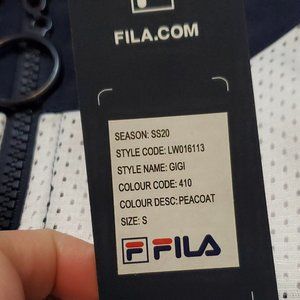 FILA.COM
SEASON: SS20
STYLE CODE: LW016113
STYLE NAME: GIGI
COLOUR CODE: 410
COLOUR DESC: PEACOAT
SIZE: S
FILA